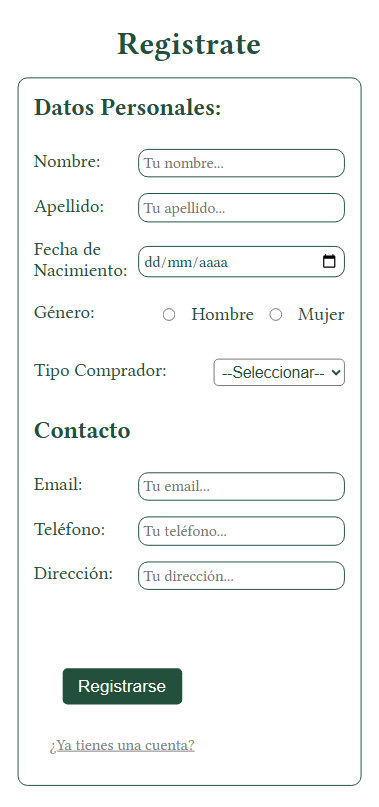 Registrate
Datos Personales:
Nombre: Tu nombre...
Apellido: Tu apellido...
Fecha de
Nacimiento: dd/mm/aaaa
Género: Hombre Mujer
Tipo Comprador: --Seleccionar--
Contacto
Email: Tu email...
Teléfono: Tu teléfono...
Dirección: Tu dirección...
Registrarse
¿Ya tienes una cuenta?